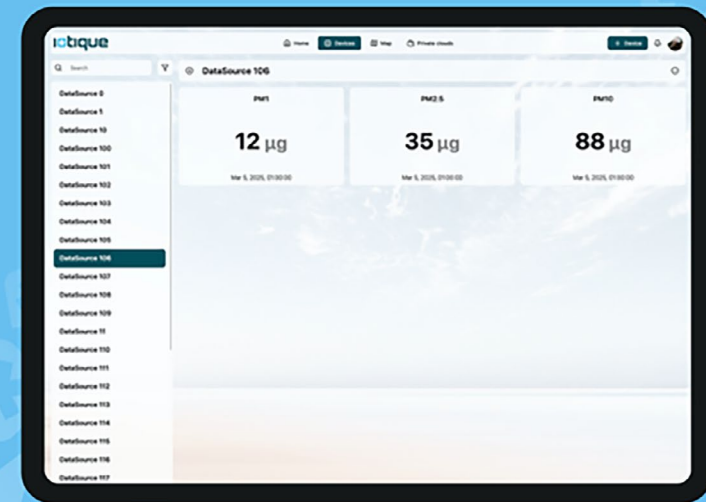 iotique
Home Devices Map Private clouds
Device
Search
DataSource 106
DataSource 0
DataSource 1
DataSource 10
DataSource 100
DataSource 101
DataSource 102
DataSource 103
DataSource 104
DataSource 105
DataSource 106
DataSource 107
DataSource 108
DataSource 109
DataSource 11
DataSource 110
DataSource 111
DataSource 112
DataSource 113
DataSource 114
DataSource 115
DataSource 116
DataSource 117
PM1
12 µg
Mar 5, 2025, 01:00:00
PM2.5
35 µg
Mar 5, 2025, 01:00:00
PM10
88 µg
Mar 5, 2025, 01:00:00